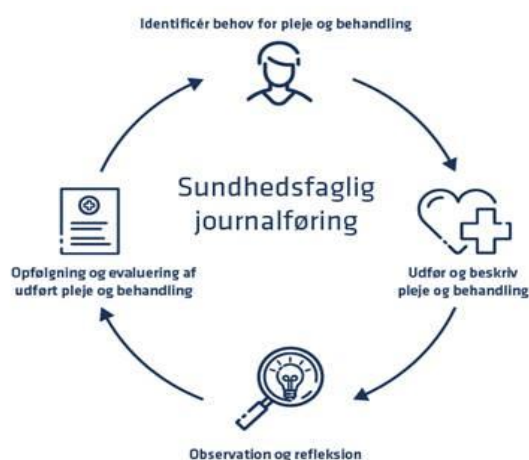 Identificér behov for pleje og behandling
Sundhedsfaglig
journalføring
Udfør og beskriv
pleje og behandling
Observation og refleksion
Opfølgning og evaluering af
udført pleje og behandling